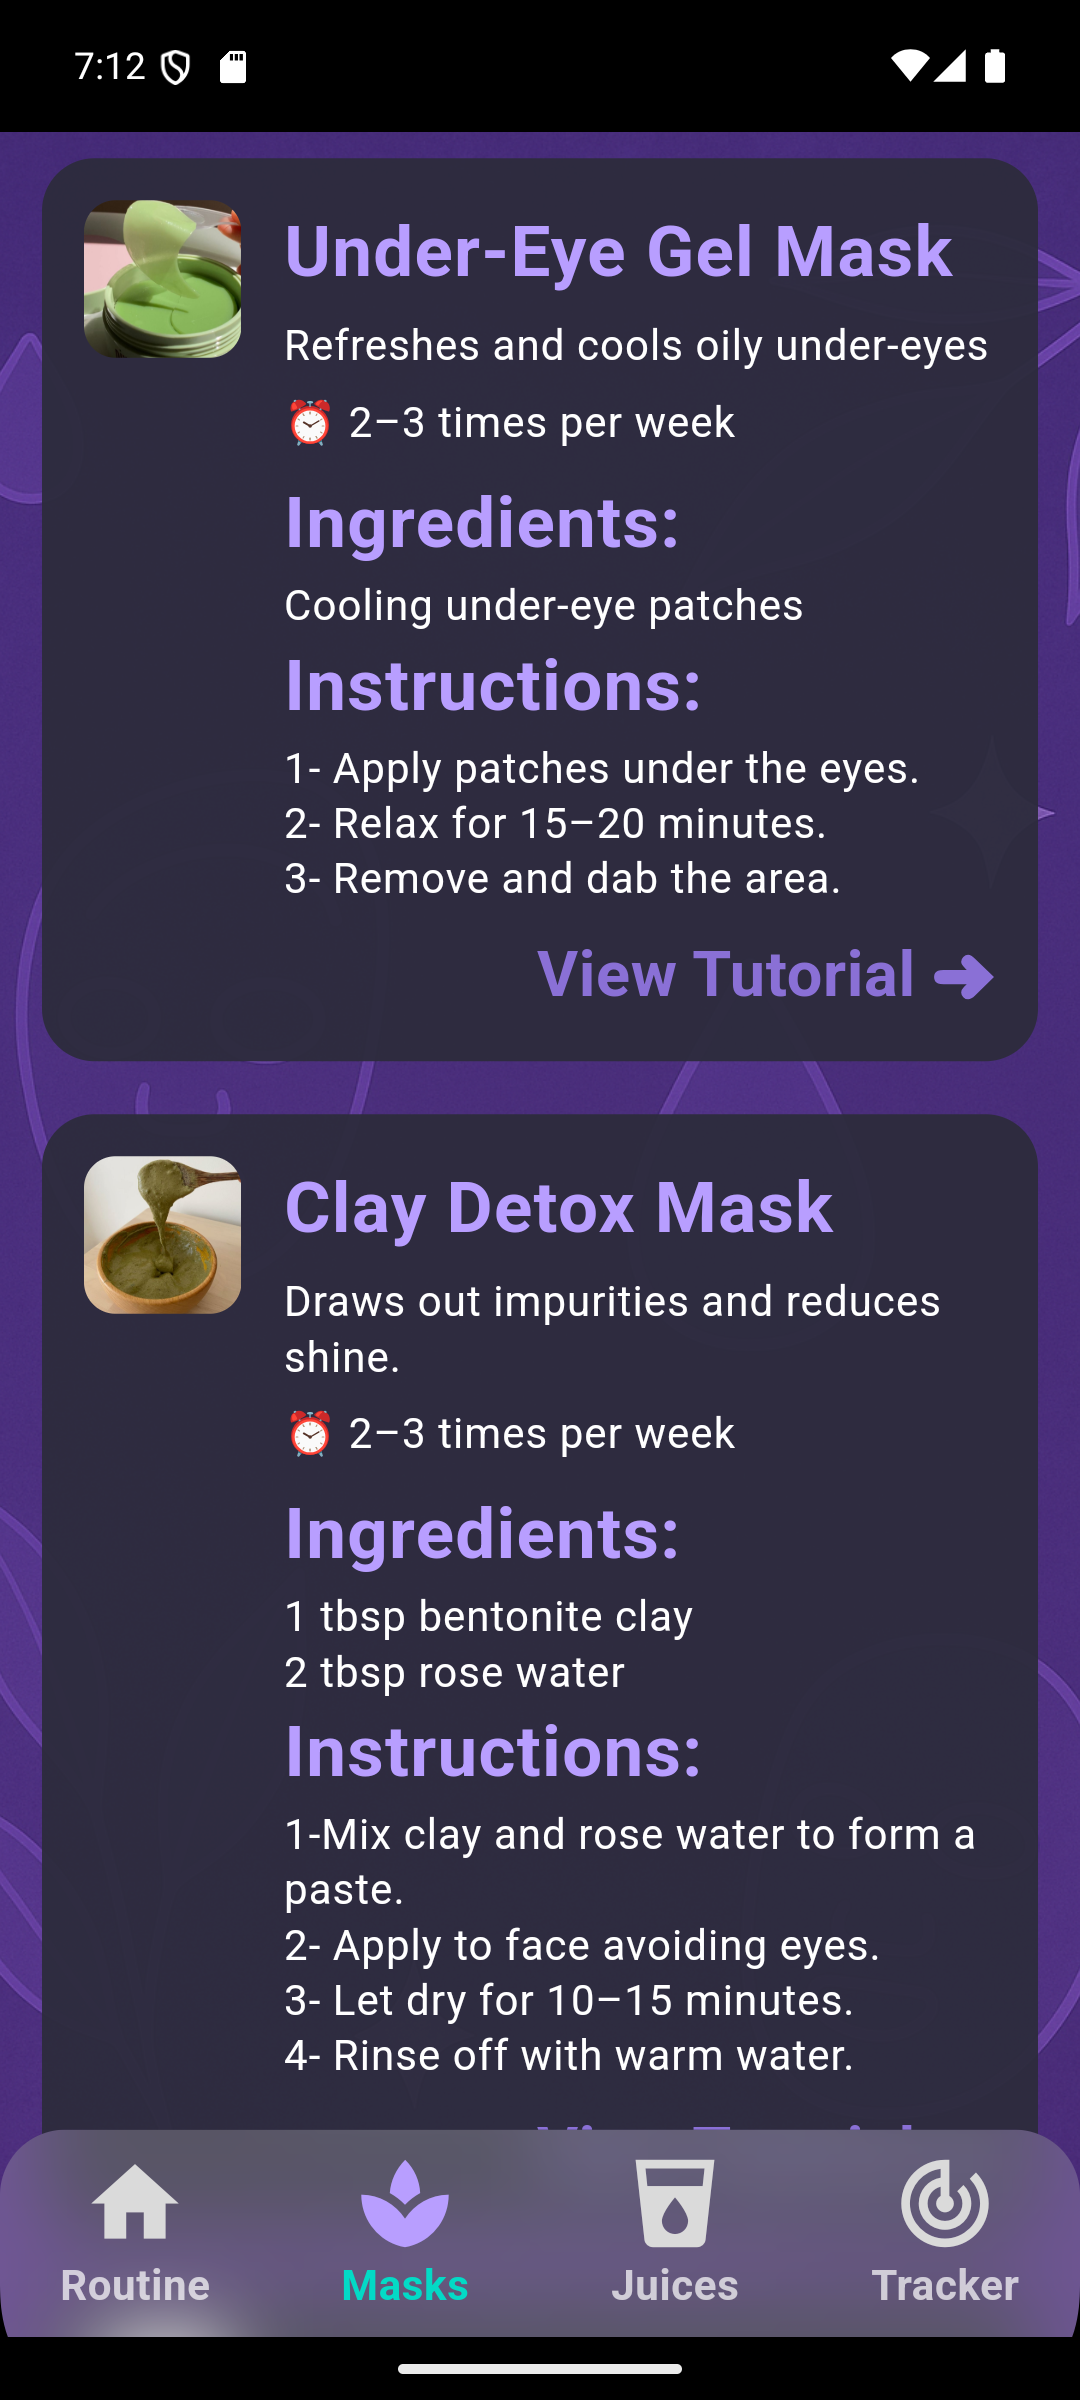 7:12
Under-Eye Gel Mask
Refreshes and cools oily under-eyes
⏰ 2–3 times per week
Ingredients:
Cooling under-eye patches
Instructions:
1- Apply patches under the eyes.
2- Relax for 15–20 minutes.
3- Remove and dab the area.
View Tutorial ➜
Clay Detox Mask
Draws out impurities and reduces
shine.
⏰ 2–3 times per week
Ingredients:
1 tbsp bentonite clay
2 tbsp rose water
Instructions:
1-Mix clay and rose water to form a
paste.
2- Apply to face avoiding eyes.
3- Let dry for 10–15 minutes.
4- Rinse off with warm water.
Routine
Masks
Juices
Tracker